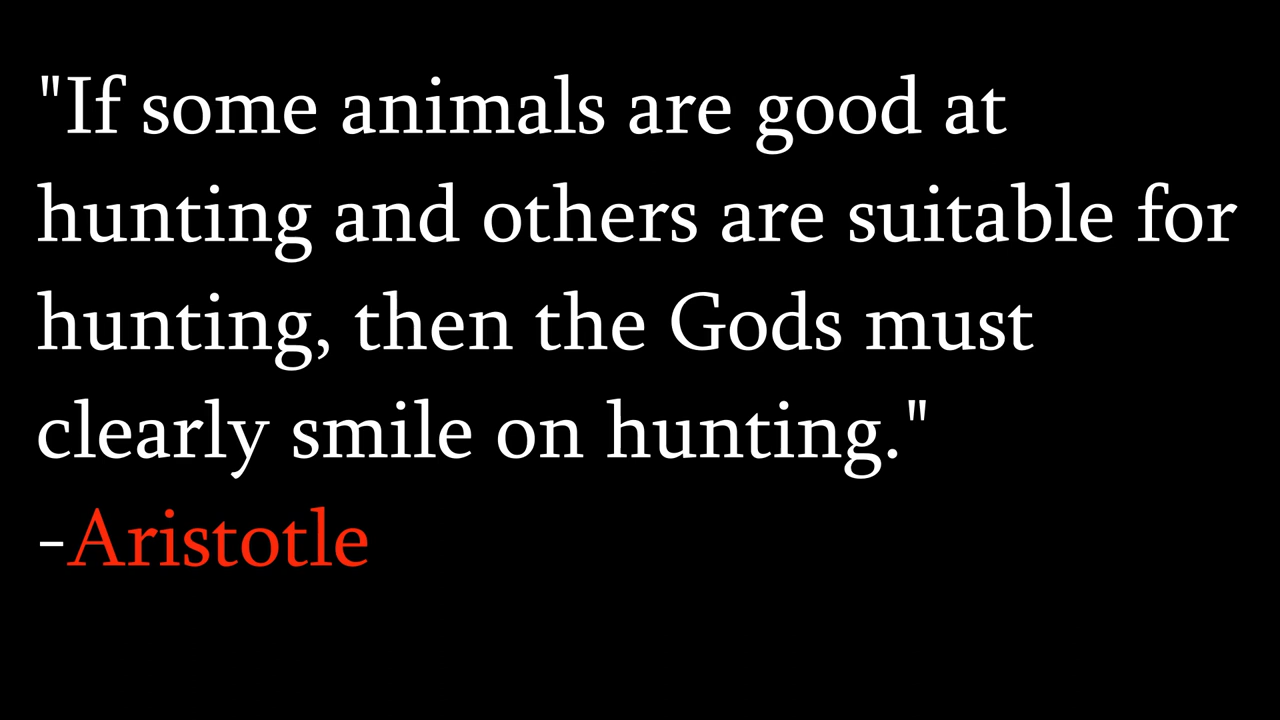 "If some animals are good at
hunting and others are suitable for
hunting, then the Gods must
clearly smile on hunting."
-Aristotle